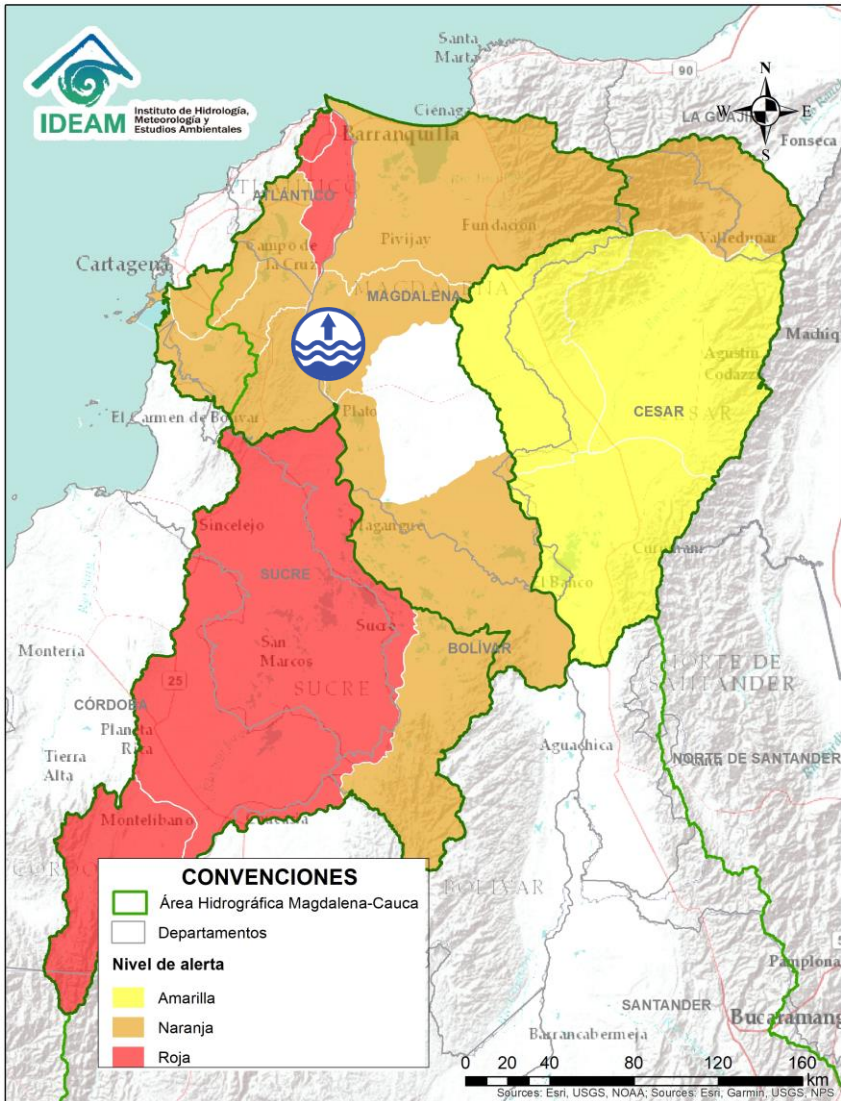 IDEAM
Instituto de Hidrología,
Meteorología y
Estudios Ambientales
Santa
Marta
90
N
W
E
S
Ciénaga
Fonseca
Barranquilla
ATLÁNTICO
Fundación
Pivijay
Valledupar
Campo de
la Cruz
Cartagena
MAGDALENA
Agustín
Codazzi
CESAR
Plato
El Carmen de Bolívar
Sincelejo
Magangué
SUCRE
El Banco
Sucre
BOLÍVAR
Montería
San
Marcos
SUCRE
25
NORTE DE
SANTANDER
CÓRDOBA
Planeta
Rica
Tierra
Alta
Aguachica
NORTE DE SANTANDER
Montelíbano
BOLÍVAR
CONVENCIONES
Área Hidrográfica Magdalena-Cauca
Departamentos
Nivel de alerta
Amarilla
Naranja
Roja
Pamplona
SANTANDER
Barrancabermeja
0 20 40 80 120 160
km
Sources: Esri, USGS, NOAA; Sources: Esri, Garmin, USGS, NPS